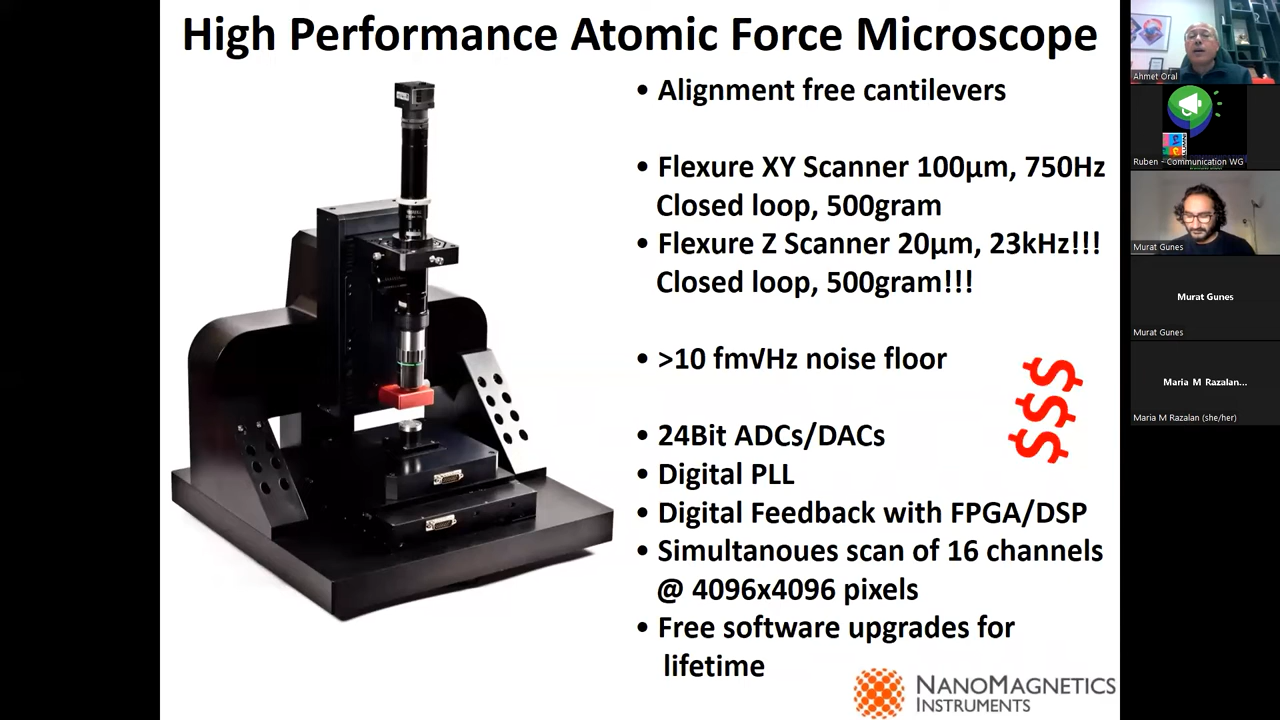 High Performance Atomic Force Microscope
• Alignment free cantilevers
• Flexure XY Scanner 100µm, 750Hz
Closed loop, 500gram
• Flexure Z Scanner 20µm, 23kHz!!!
Closed loop, 500gram!!!
• >10 fm√Hz noise floor
$$$
• 24Bit ADCs/DACs
• Digital PLL
• Digital Feedback with FPGA/DSP
• Simultanoues scan of 16 channels
@ 4096x4096 pixels
• Free software upgrades for
lifetime
NANOMAGNETICS
INSTRUMENTS
Ahmet Oral
Ruben - Communication WG
Murat Gunes
Murat Gunes
Murat Gunes
Maria M Razalan...
Maria M Razalan (she/her)